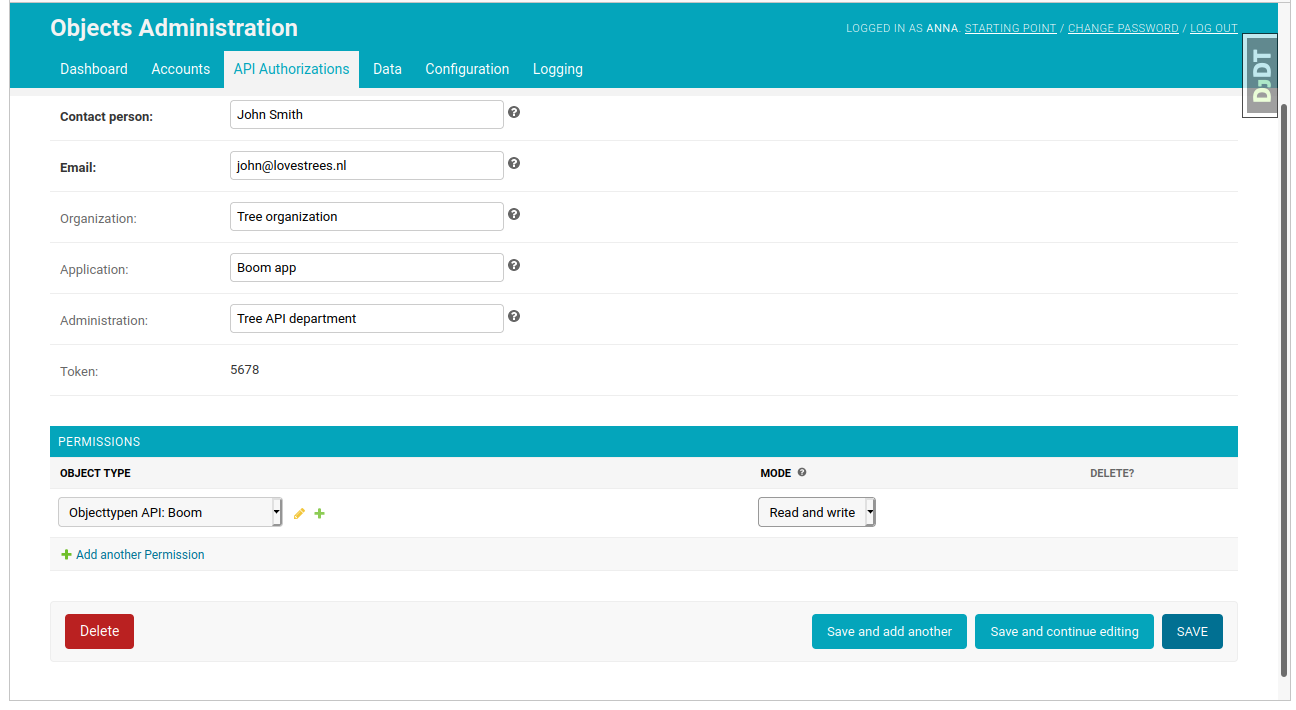 Objects Administration
LOGGED IN AS ANNA. STARTING POINT / CHANGE PASSWORD / LOG OUT
Dashboard Accounts API Authorizations Data Configuration Logging
DJDT
Contact person: John Smith
Email: john@lovestrees.nl
Organization: Tree organization
Application: Boom app
Administration: Tree API department
Token: 5678
PERMISSIONS
OBJECT TYPE MODE DELETE?
Objecttypen API: Boom Read and write
Add another Permission
Delete Save and add another Save and continue editing SAVE